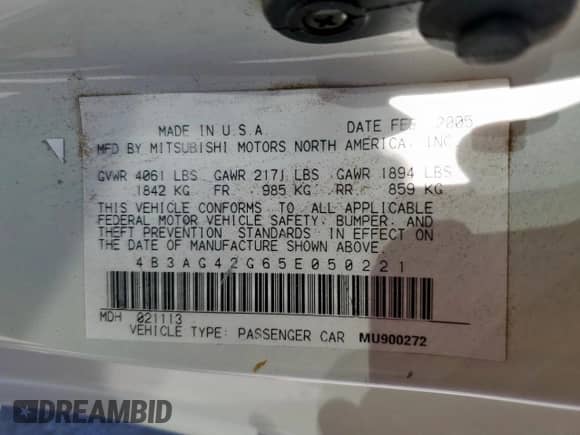 MADE IN U.S.A. DATE FEB 2005
MFD BY MITSUBISHI MOTORS NORTH AMERICA, INC
GVWR 4061 LBS GAWR 2171 LBS GAWR 1894 LBS
1842 KG FR 985 KG RR 859 KG
THIS VEHICLE CONFORMS TO ALL APPLICABLE
FEDERAL MOTOR VEHICLE SAFETY, BUMPER, AND
THEFT PREVENTION STANDARDS IN EFFECT ON
THE DATE OF MANUFACTURE SHOWN ABOVE.
4B3AG42G65E050221
MDH 021113
VEHICLE TYPE: PASSENGER CAR MU900272
DREAMBID